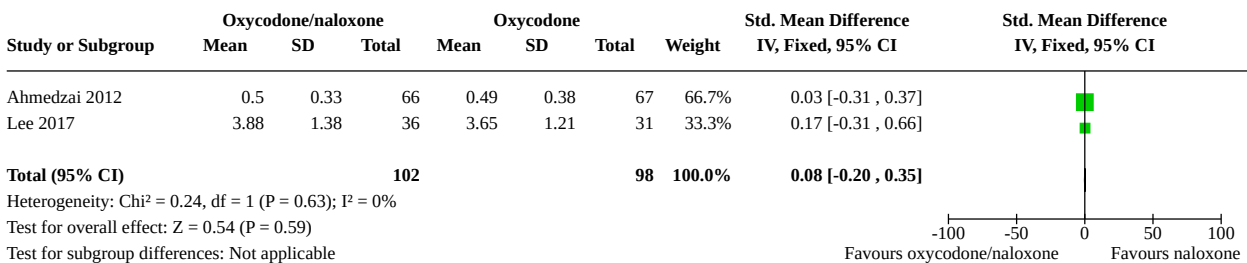 Oxycodone/naloxone Oxycodone Std. Mean Difference Std. Mean Difference
Study or Subgroup Mean SD Total Mean SD Total Weight IV, Fixed, 95% CI IV, Fixed, 95% CI
Ahmedzai 2012 0.5 0.33 66 0.49 0.38 67 66.7% 0.03 [-0.31 , 0.37]
Lee 2017 3.88 1.38 36 3.65 1.21 31 33.3% 0.17 [-0.31 , 0.66]
Total (95% CI) 102 98 100.0% 0.08 [-0.20 , 0.35]
Heterogeneity: Chi² = 0.24, df = 1 (P = 0.63); I² = 0%
Test for overall effect: Z = 0.54 (P = 0.59)
-100 -50 0 50 100
Test for subgroup differences: Not applicable Favours oxycodone/naloxone Favours naloxone